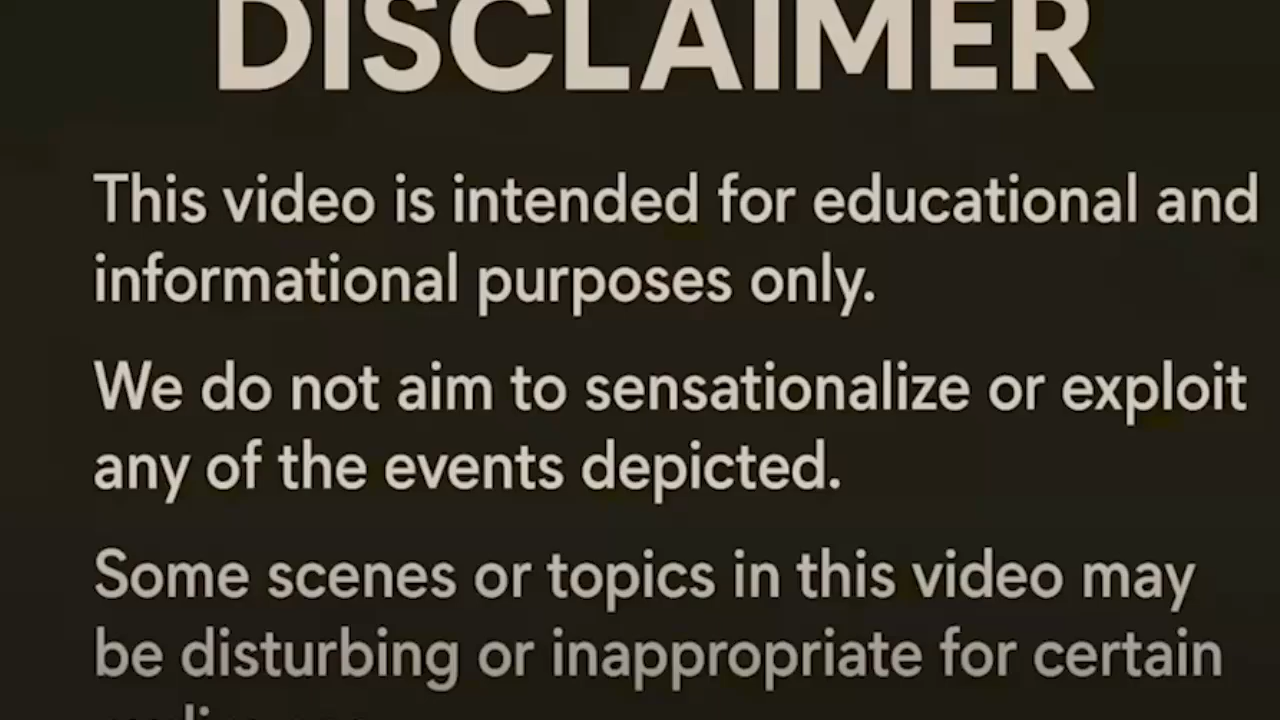 DISCLAIMER
This video is intended for educational and
informational purposes only.
We do not aim to sensationalize or exploit
any of the events depicted.
Some scenes or topics in this video may
be disturbing or inappropriate for certain